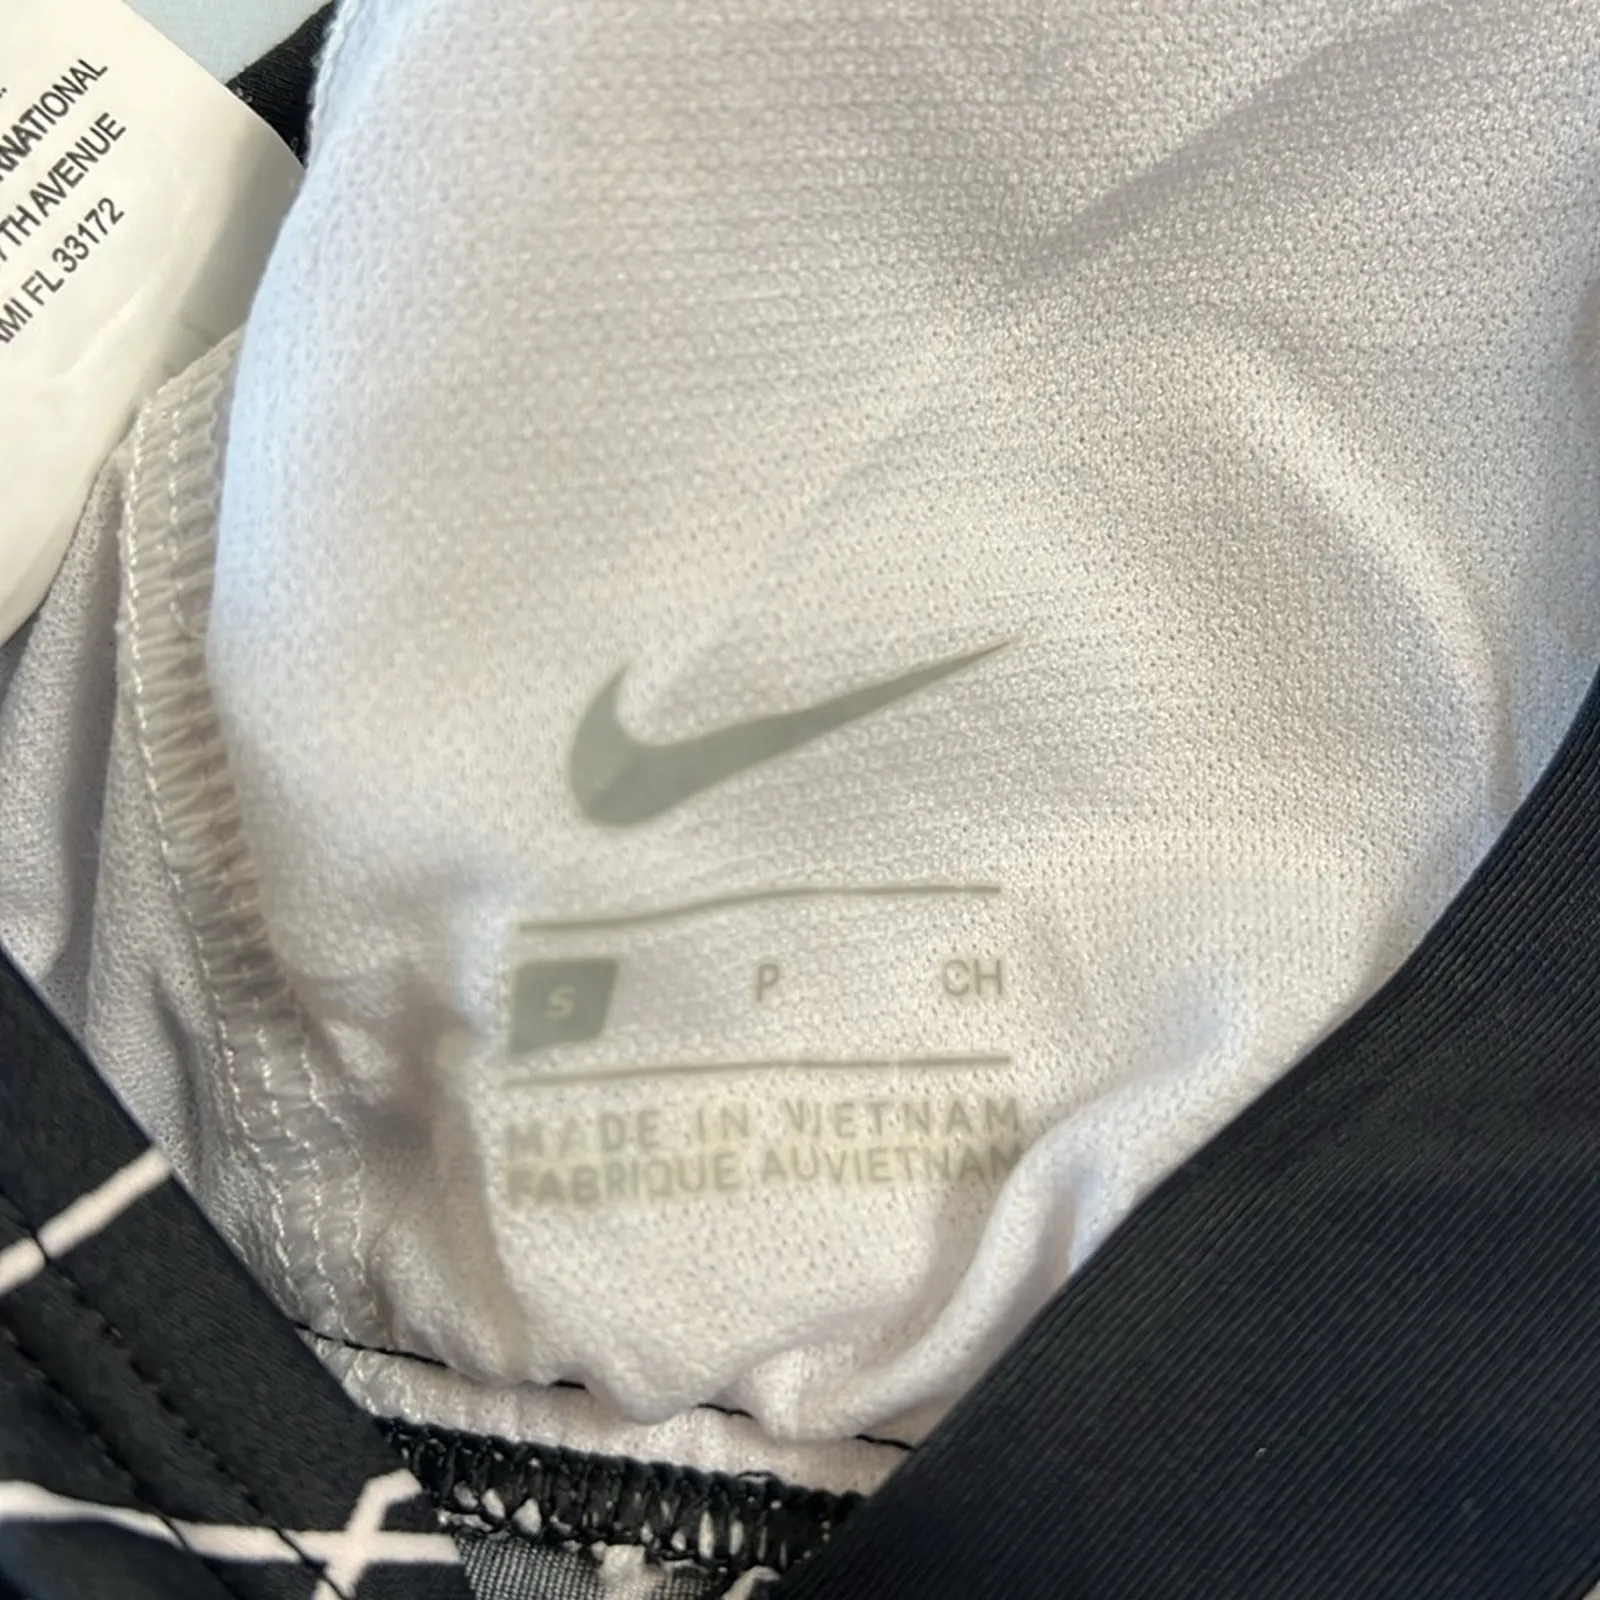 NATIONAL
TH AVENUE
AMI FL 33172
S P CH
MADE IN VIETNAM
FABRIQUE AU VIETNAM